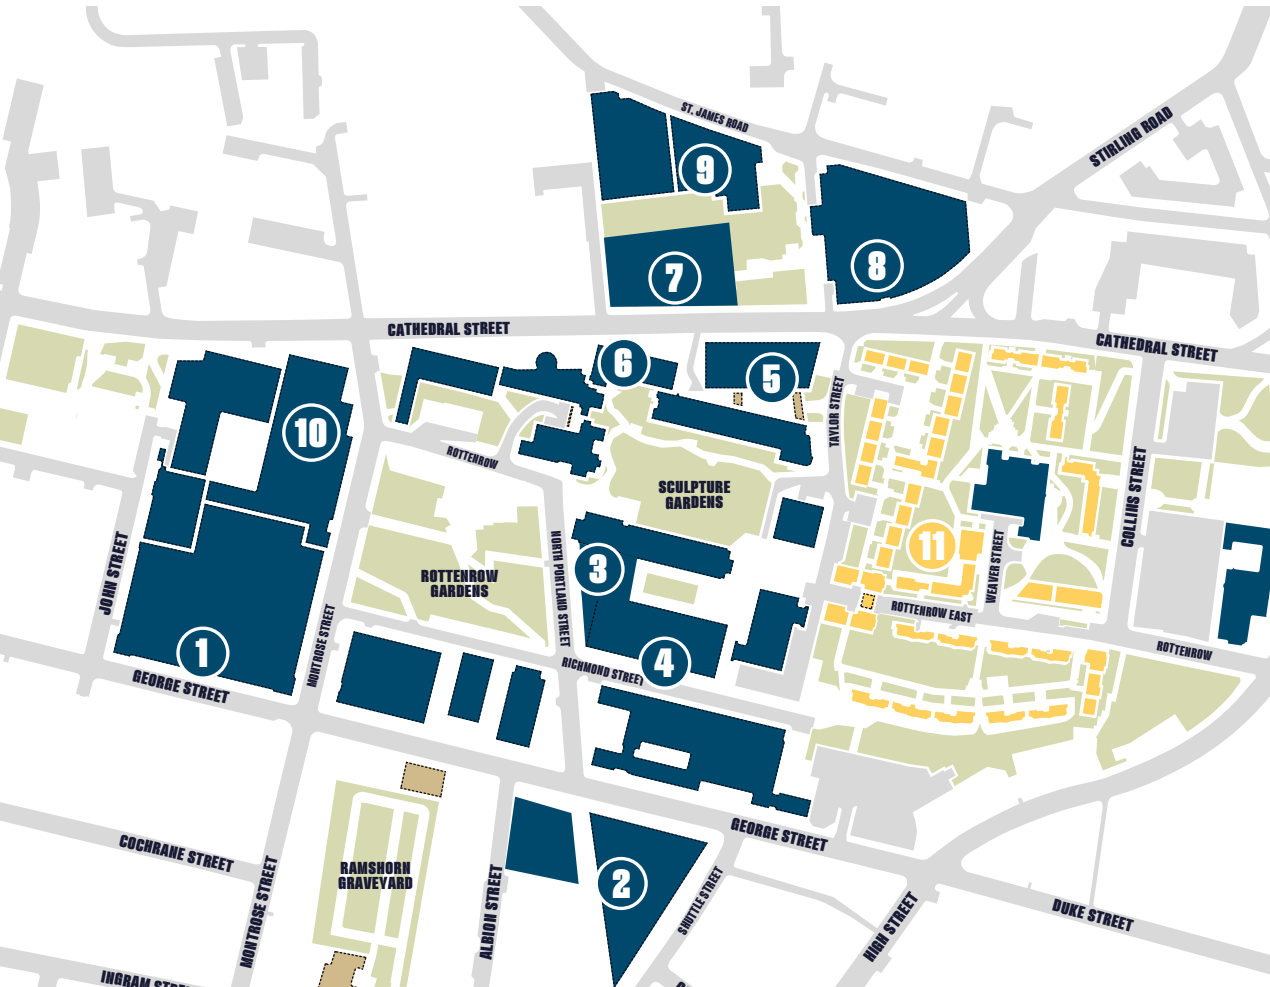 ST. JAMES ROAD
STIRLING ROAD
9
8
7
CATHEDRAL STREET
CATHEDRAL STREET
6
5
TAYLOR STREET
10
ROTTENROW
SCULPTURE
GARDENS
COLLINS STREET
11
JOHN STREET
NORTH PORTLAND STREET
3
ROTTENROW
GARDENS
WEAVER STREET
ROTTENROW EAST
MONTROSE STREET
1
4
RICHMOND STREET
ROTTENROW
GEORGE STREET
GEORGE STREET
COCHRANE STREET
RAMSHORN
GRAVEYARD
2
MONTROSE STREET
ALBION STREET
SHUTTLE STREET
HIGH STREET
DUKE STREET
INGRAM